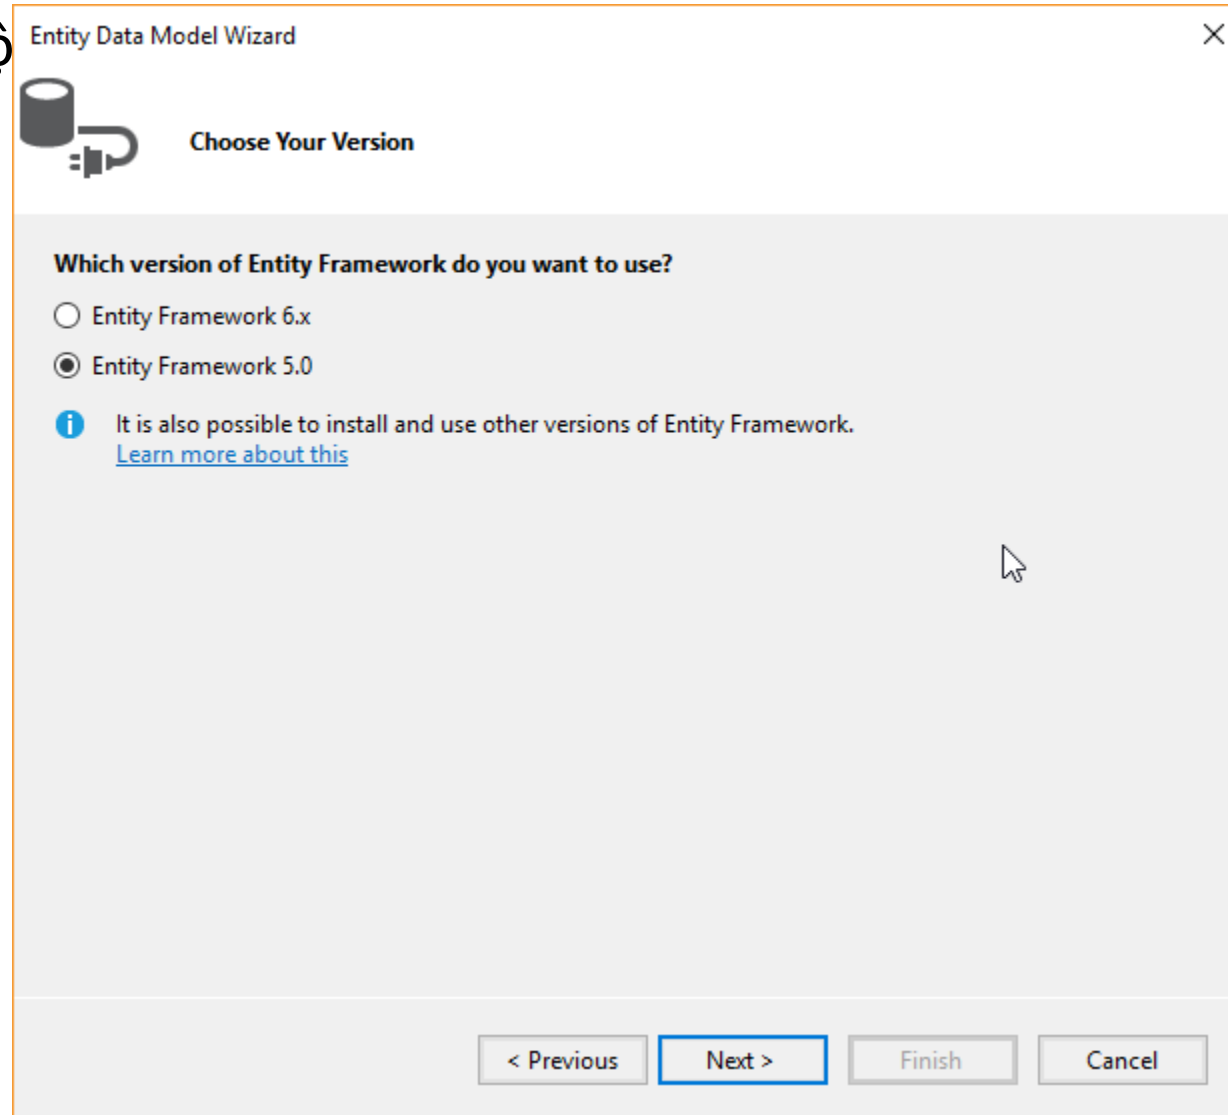 Entity Data Model Wizard
Choose Your Version
Which version of Entity Framework do you want to use?
Entity Framework 6.x
Entity Framework 5.0
It is also possible to install and use other versions of Entity Framework.
Learn more about this
< Previous
Next >
Finish
Cancel